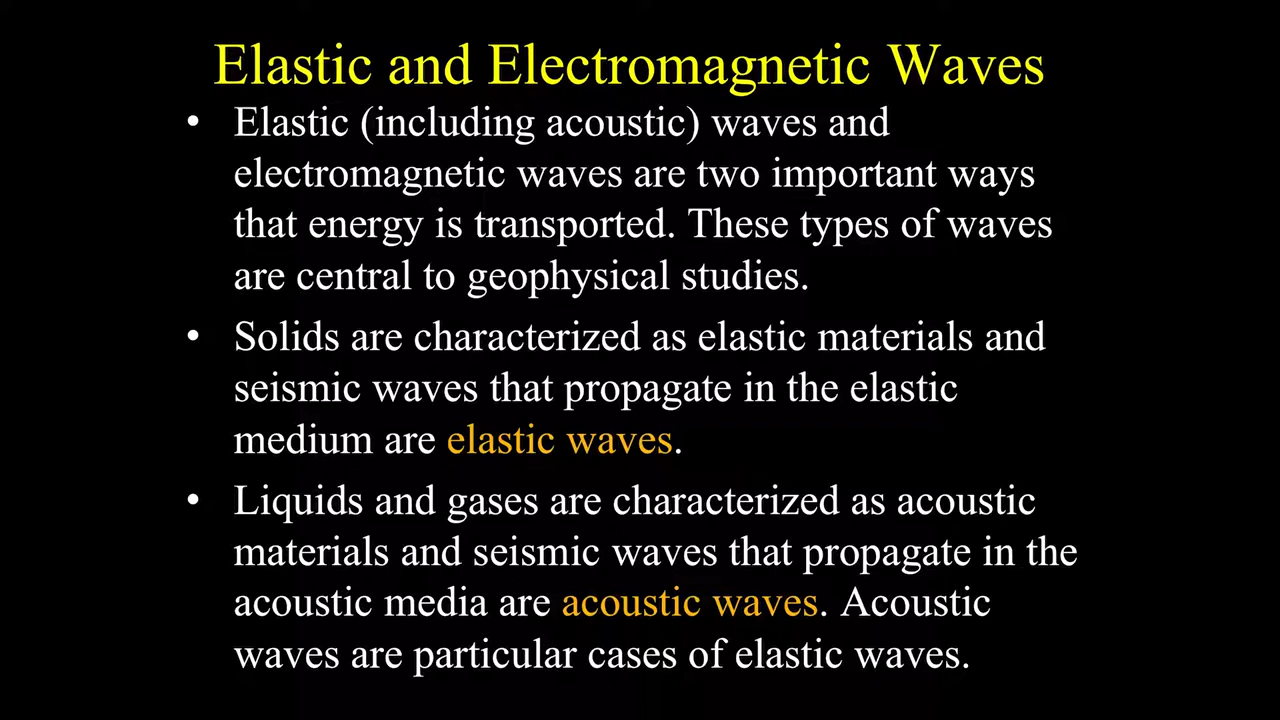 Elastic and Electromagnetic Waves
• Elastic (including acoustic) waves and
electromagnetic waves are two important ways
that energy is transported. These types of waves
are central to geophysical studies.
• Solids are characterized as elastic materials and
seismic waves that propagate in the elastic
medium are elastic waves.
• Liquids and gases are characterized as acoustic
materials and seismic waves that propagate in the
acoustic media are acoustic waves. Acoustic
waves are particular cases of elastic waves.